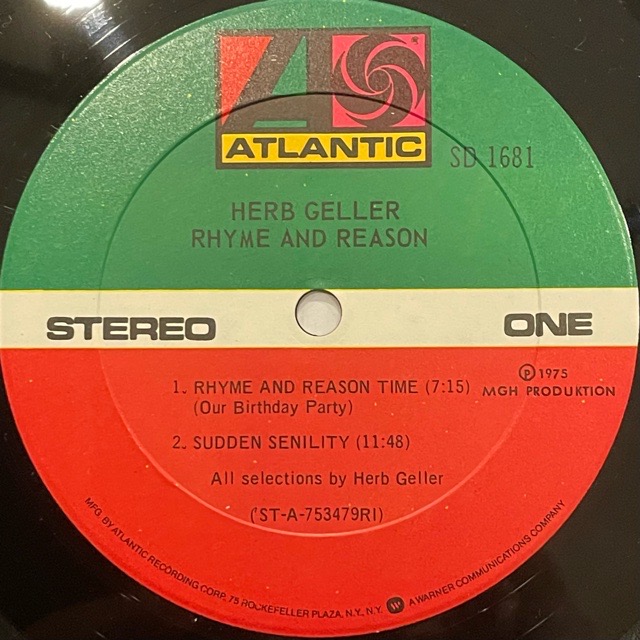 ATLANTIC
SD 1681
HERB GELLER
RHYME AND REASON
STEREO
ONE
1. RHYME AND REASON TIME (7:15)
(Our Birthday Party)
℗ 1975
MGH PRODUKTION
2. SUDDEN SENILITY (11:48)
All selections by Herb Geller
(ST-A-753479RI)
MFG. BY ATLANTIC RECORDING CORP. 75 ROCKEFELLER PLAZA, N.Y., N.Y. W A WARNER COMMUNICATIONS COMPANY